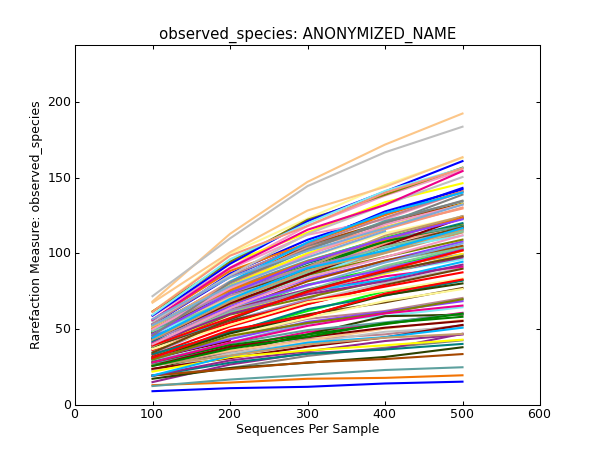 observed_species: ANONYMIZED_NAME
Rarefaction Measure: observed_species
200
150
100
50
0
0 100 200 300 400 500 600
Sequences Per Sample